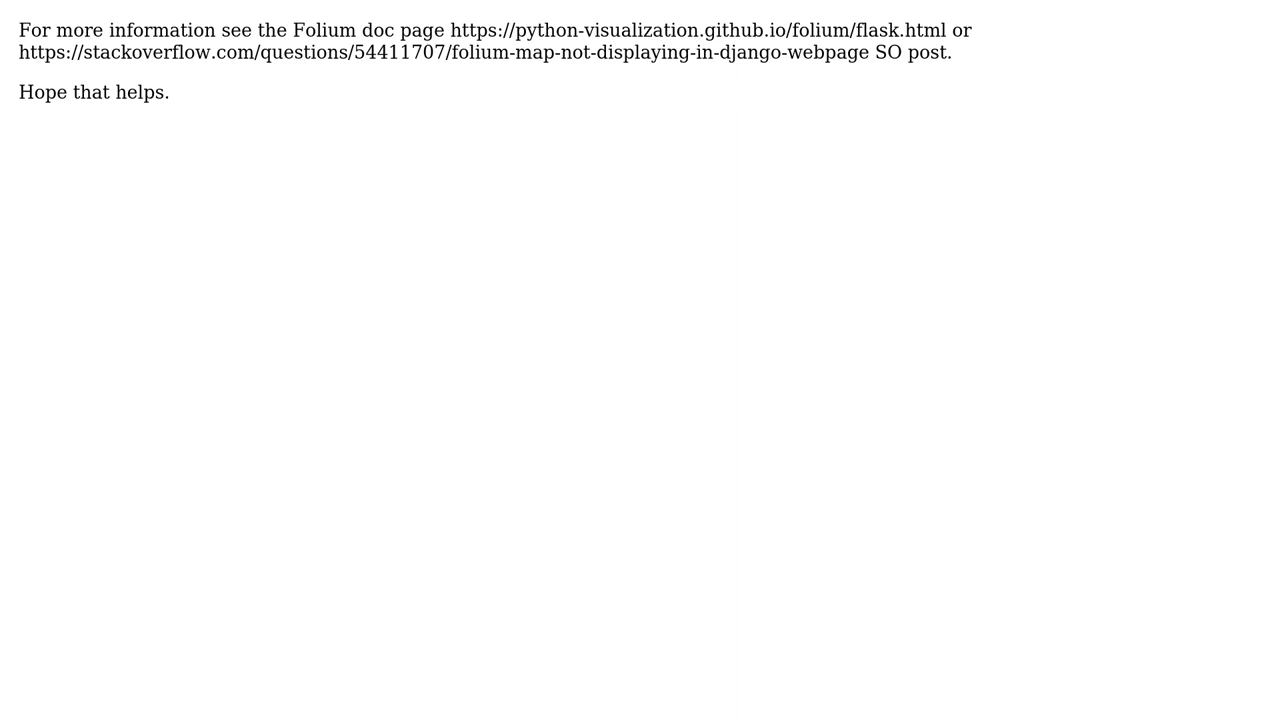 For more information see the Folium doc page https://python-visualization.github.io/folium/flask.html or
https://stackoverflow.com/questions/54411707/folium-map-not-displaying-in-django-webpage SO post.
Hope that helps.